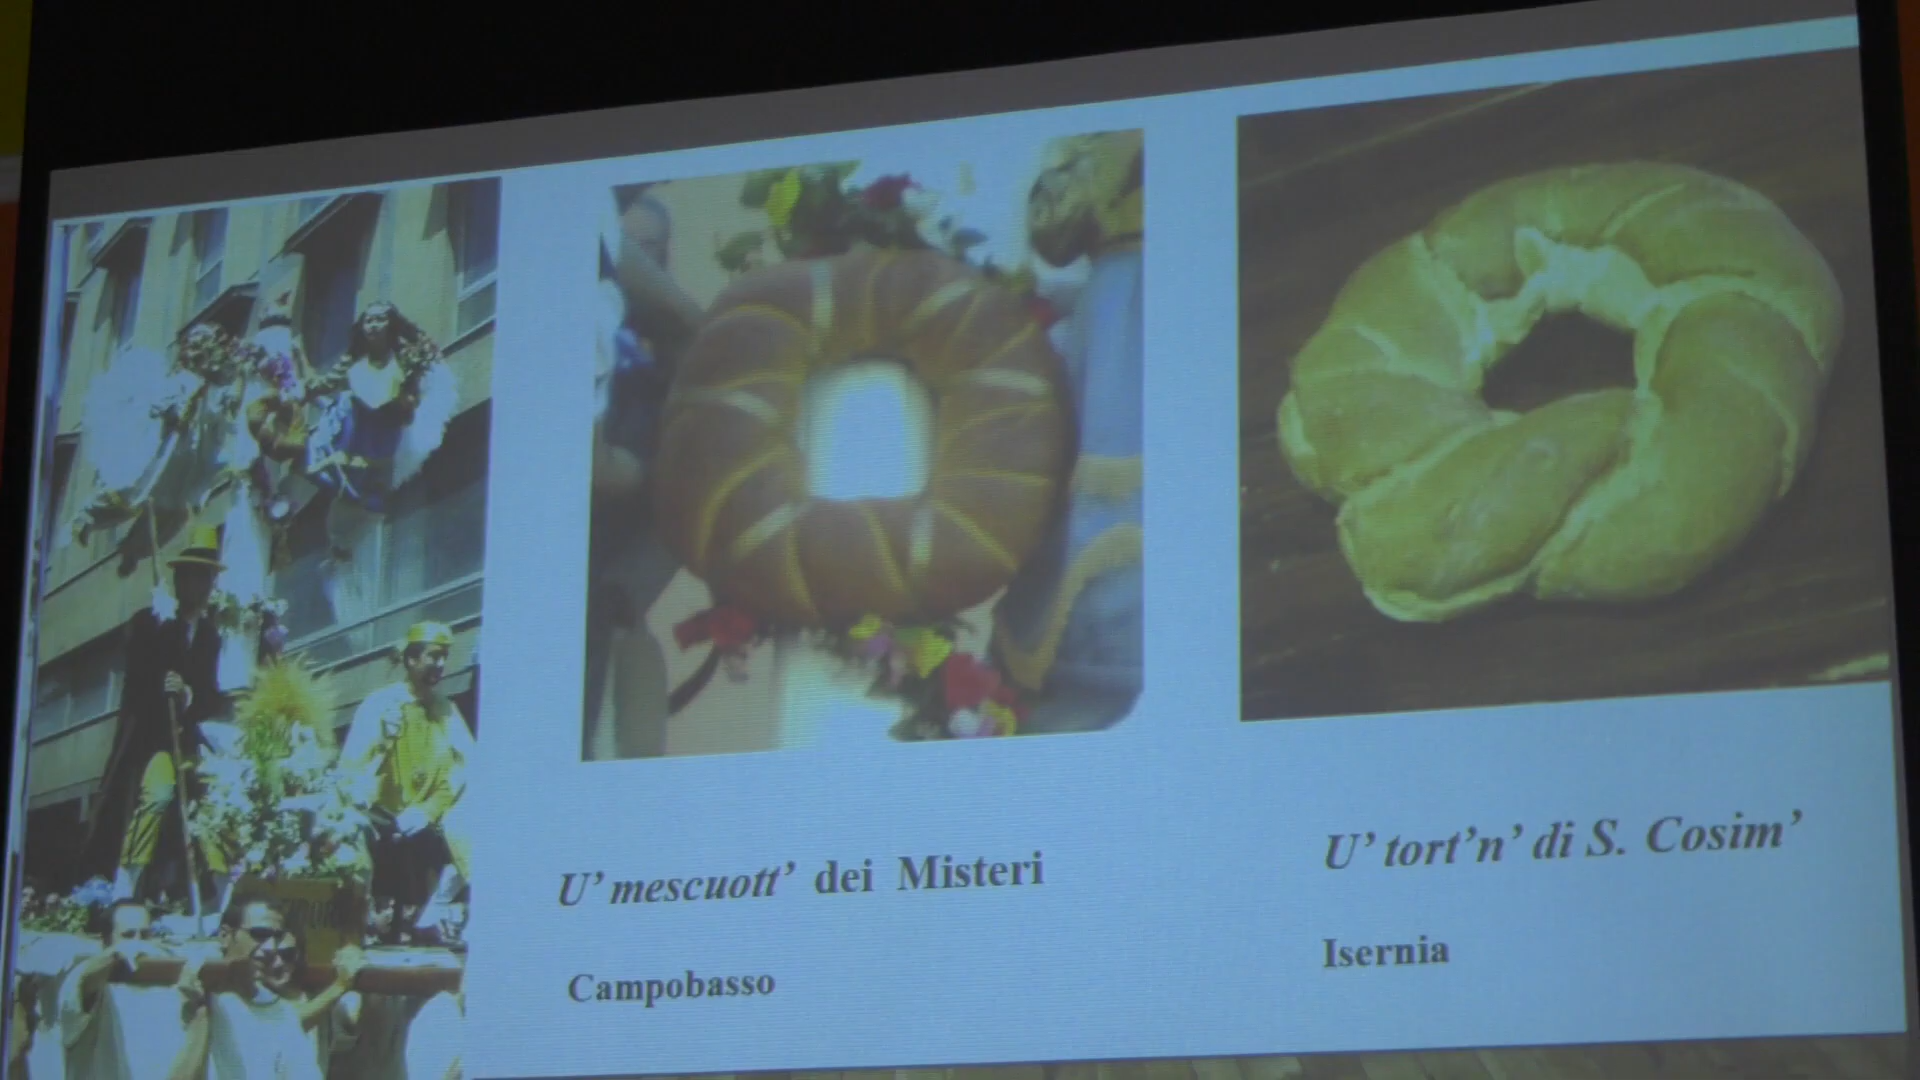 U' mescuott' dei Misteri
Campobasso
U' tort'n' di S. Cosim'
Isernia